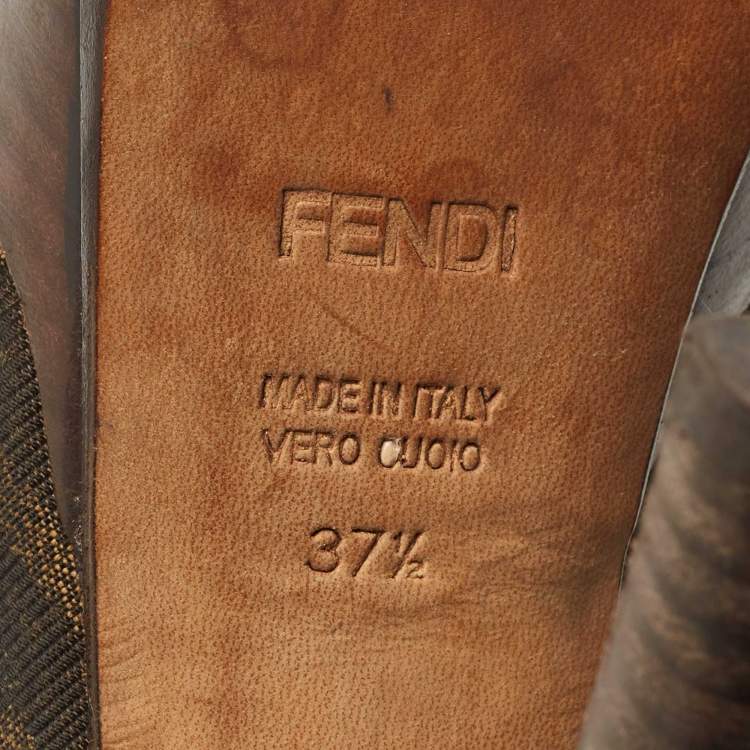 FENDI
MADE IN ITALY
VERO CUOIO
37½